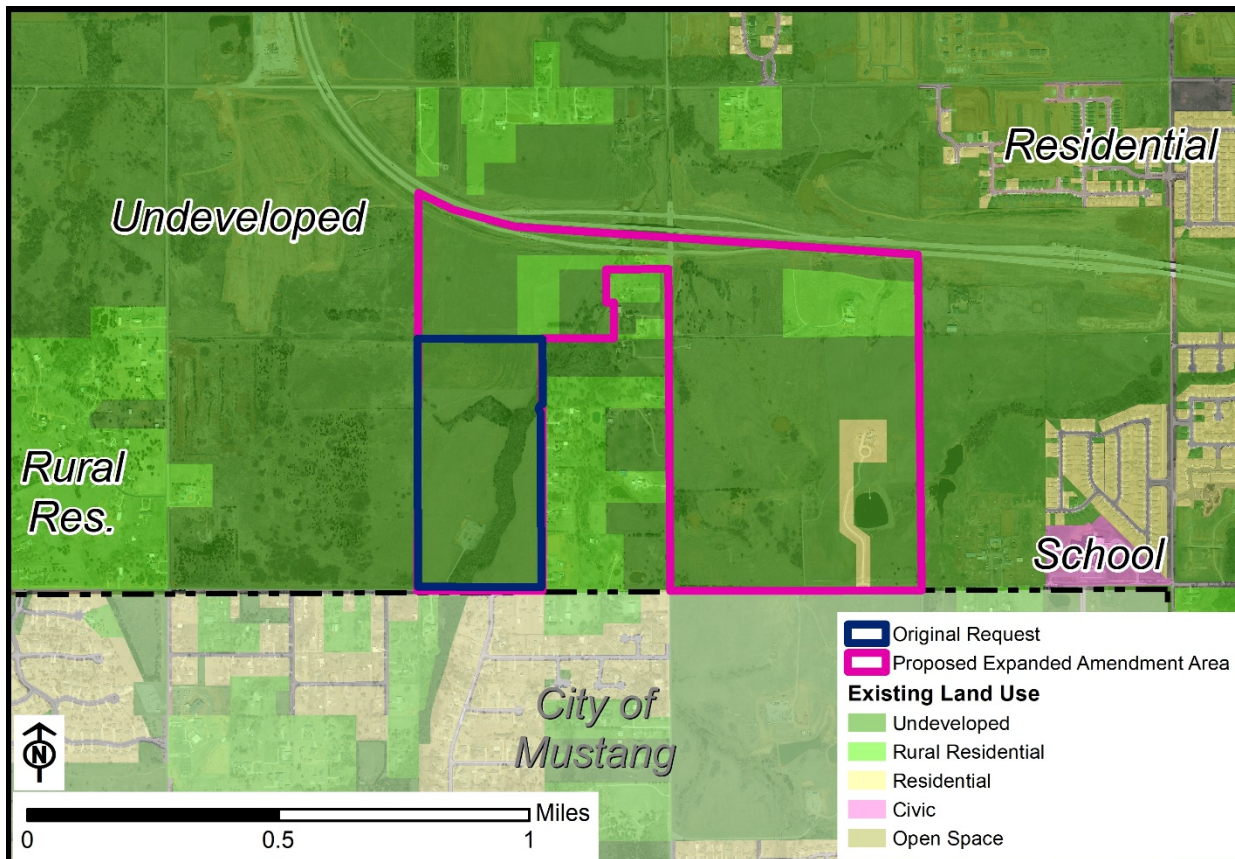 Residential
Undeveloped
Rural
Res.
School
City of
Mustang
N
Miles
0 0.5 1
Original Request
Proposed Expanded Amendment Area
Existing Land Use
Undeveloped
Rural Residential
Residential
Civic
Open Space